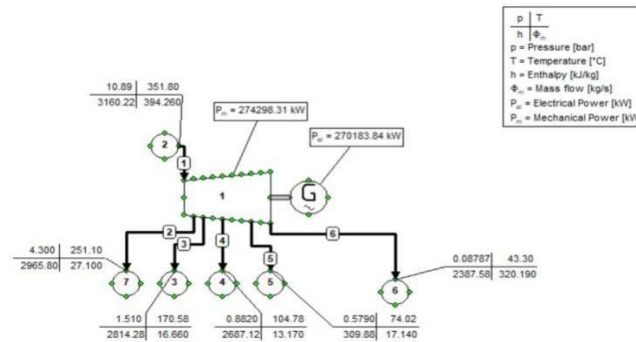 p T
h Φm
p = Pressure [bar]
T = Temperature [°C]
h = Enthalpy [kJ/kg]
Φm = Mass flow [kg/s]
Pel = Electrical Power [kW]
Pm = Mechanical Power [kW
10.89 351.80
3160.22 394.260
Pm = 274298.31 kW
Pel = 270183.84 kW
2
1
1
G
~
2
3
4
5
6
4.300 251.10
2965.80 27.100
0.08787 43.30
2387.58 320.190
7
3
4
5
6
1.510 170.58
2814.28 16.660
0.8820 104.78
2687.12 13.170
0.5790 74.02
309.88 17.140